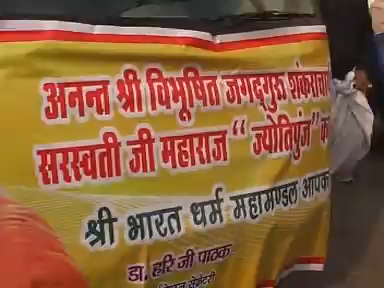 अनन्त श्री विभूषित जगद्‌गुरू शंकराचार्य
सरस्वती जी महाराज “ज्योतिपुंज” क
श्री भारत धर्म महामण्डल आपक
डा. हरि जी पाठक